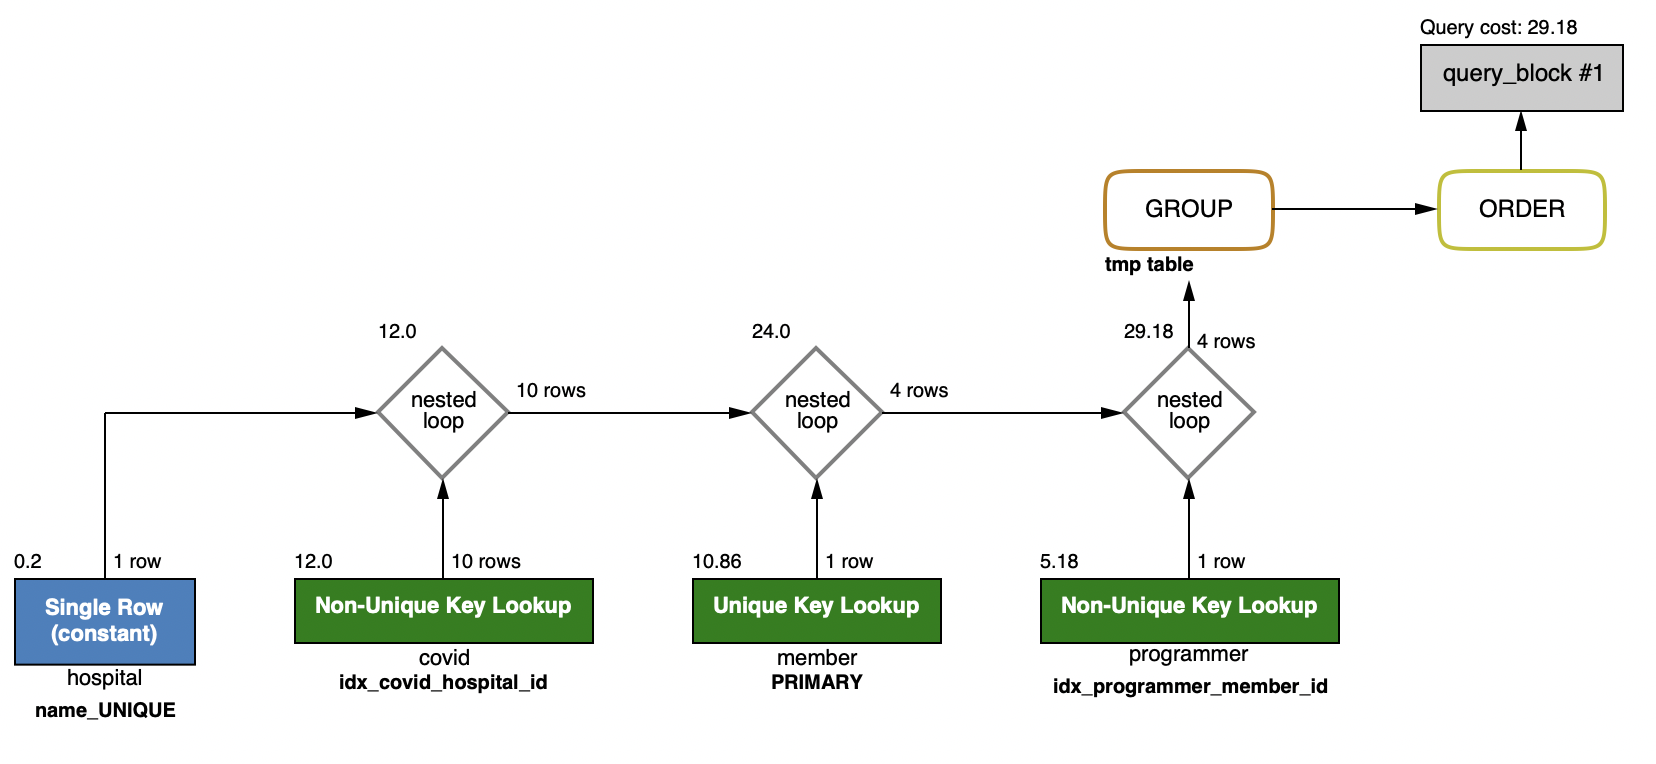 Query cost: 29.18
query_block #1
GROUP
ORDER
tmp table
12.0
24.0
29.18
4 rows
nested
loop
10 rows
nested
loop
4 rows
nested
loop
0.2
1 row
12.0
10 rows
10.86
1 row
5.18
1 row
Single Row
(constant)
Non-Unique Key Lookup
Unique Key Lookup
Non-Unique Key Lookup
hospital
name_UNIQUE
covid
idx_covid_hospital_id
member
PRIMARY
programmer
idx_programmer_member_id